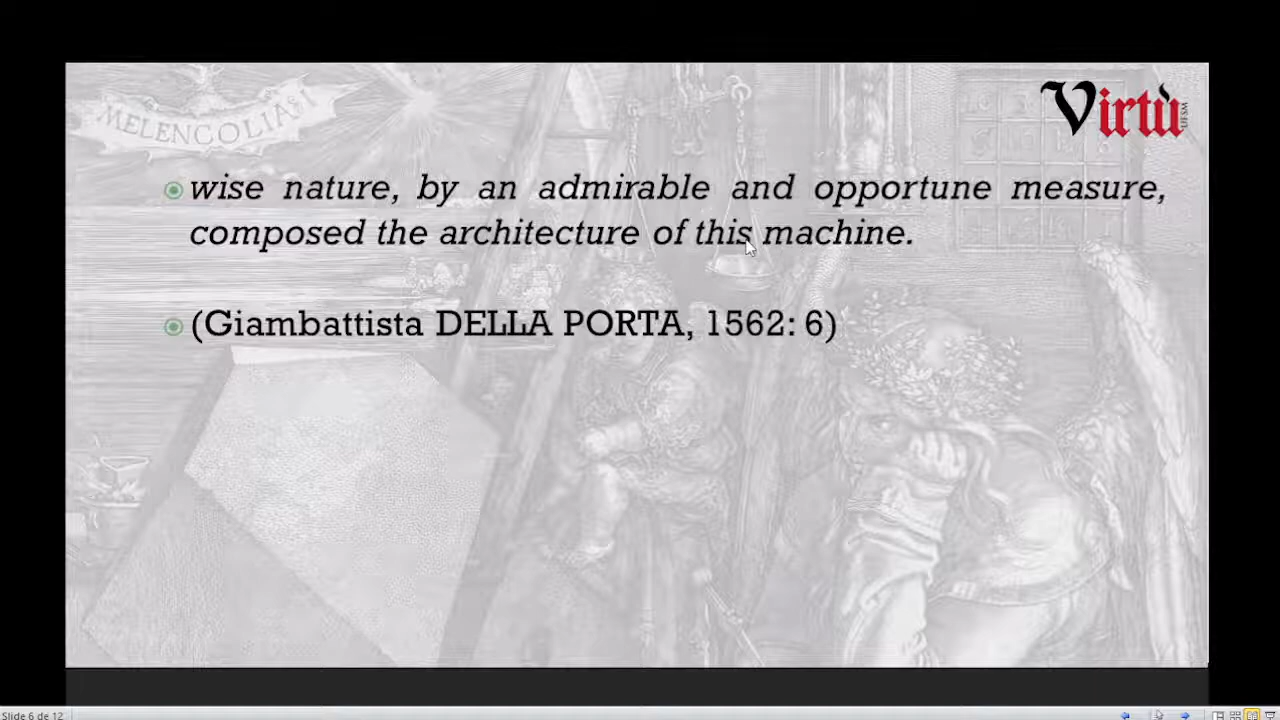 MELENCOLIA§I
Virtù
UFSM
wise nature, by an admirable and opportune measure,
composed the architecture of this machine.
(Giambattista DELLA PORTA, 1562: 6)
Slide 6 de 12